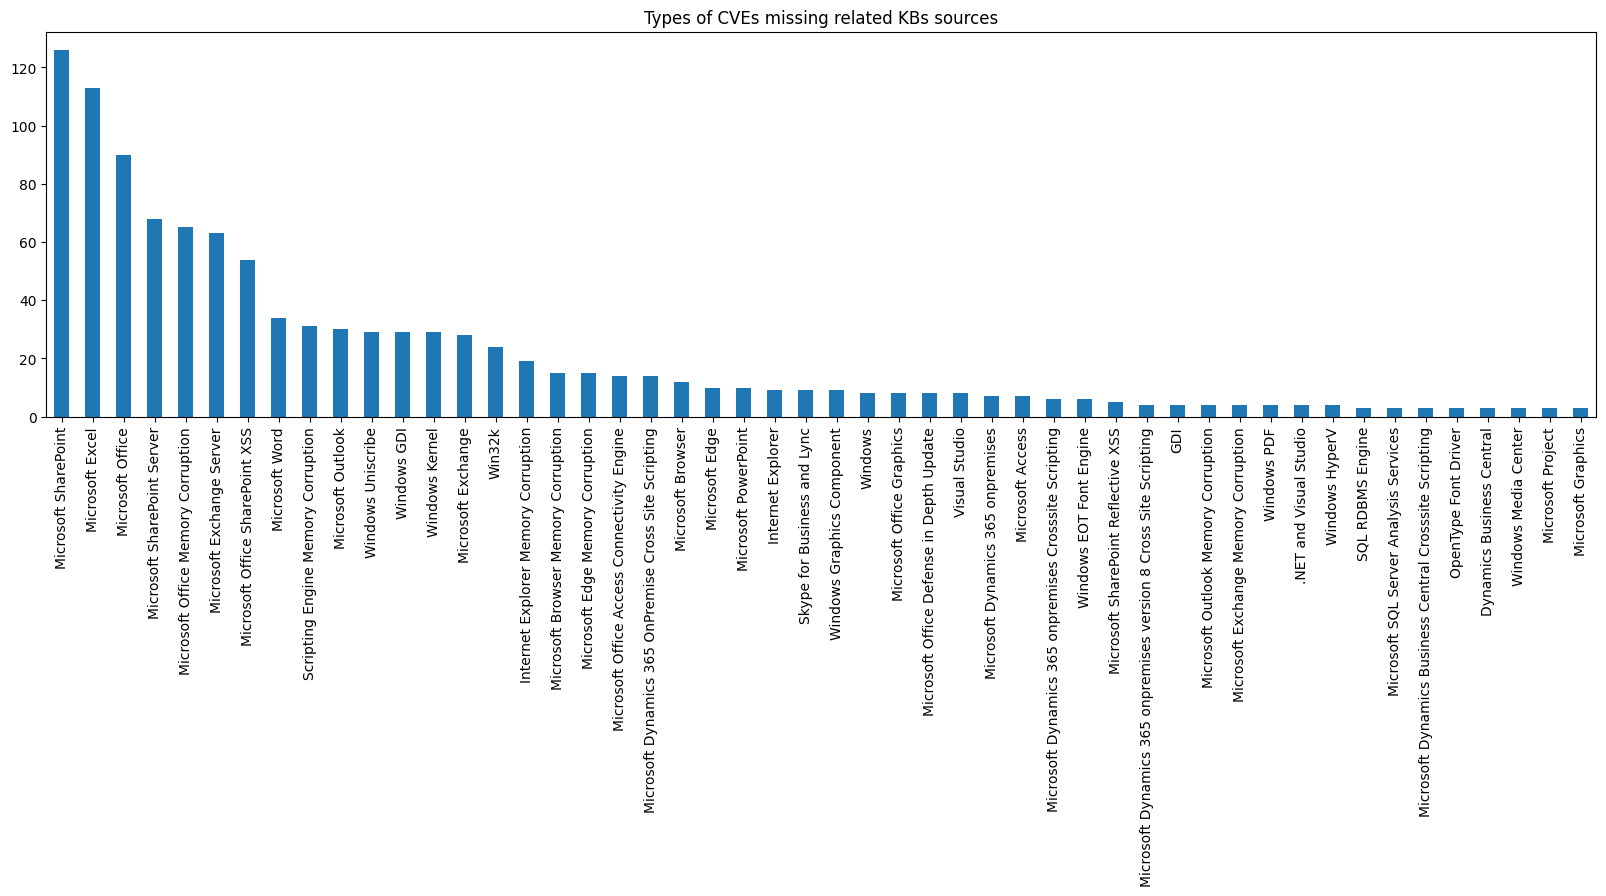 Types of CVEs missing related KBs sources
120
100
80
60
40
20
0
Microsoft SharePoint
Microsoft Excel
Microsoft Office
Microsoft SharePoint Server
Microsoft Office Memory Corruption
Microsoft Exchange Server
Microsoft Office SharePoint XSS
Microsoft Word
Scripting Engine Memory Corruption
Microsoft Outlook
Windows Uniscribe
Windows GDI
Windows Kernel
Microsoft Exchange
Win32k
Internet Explorer Memory Corruption
Microsoft Browser Memory Corruption
Microsoft Edge Memory Corruption
Microsoft Office Access Connectivity Engine
Microsoft Dynamics 365 OnPremise Cross Site Scripting
Microsoft Browser
Microsoft Edge
Microsoft PowerPoint
Internet Explorer
Skype for Business and Lync
Windows Graphics Component
Windows
Microsoft Office Graphics
Microsoft Office Defense in Depth Update
Visual Studio
Microsoft Dynamics 365 onpremises
Microsoft Access
Microsoft Dynamics 365 onpremises Crosssite Scripting
Windows EOT Font Engine
Microsoft SharePoint Reflective XSS
Microsoft Dynamics 365 onpremises version 8 Cross Site Scripting
GDI
Microsoft Outlook Memory Corruption
Microsoft Exchange Memory Corruption
Windows PDF
.NET and Visual Studio
Windows HyperV
SQL RDBMS Engine
Microsoft SQL Server Analysis Services
Microsoft Dynamics Business Central Crosssite Scripting
OpenType Font Driver
Dynamics Business Central
Windows Media Center
Microsoft Project
Microsoft Graphics